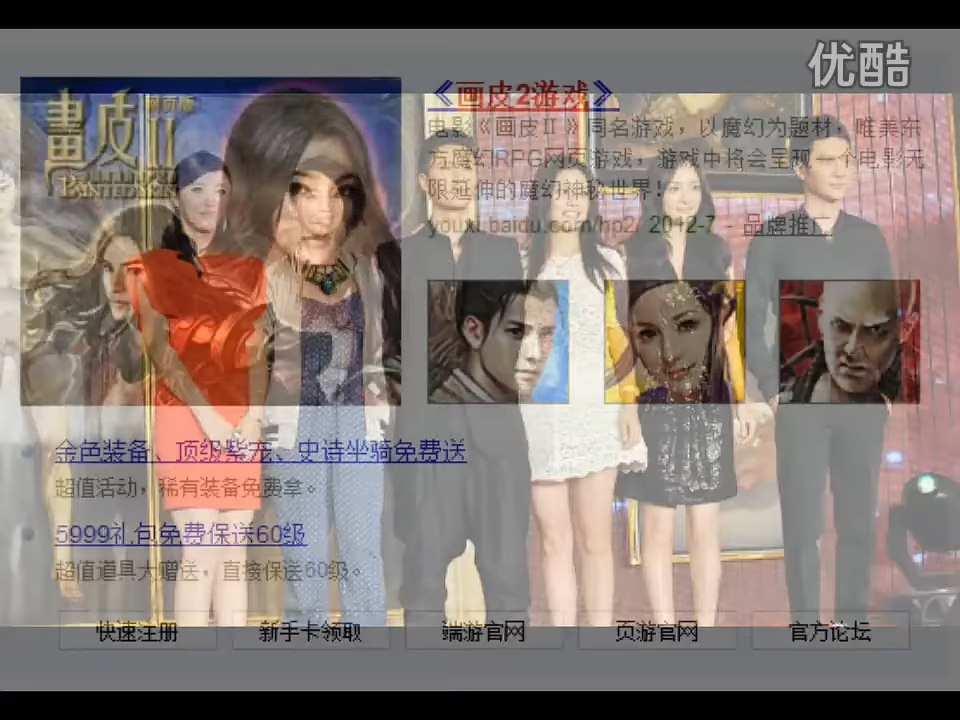 优酷
《画皮2游戏》
畫皮II
网页版
PAINTED SKIN
电影《画皮II》同名游戏，以魔幻为题材，唯美东
方魔幻RPG网页游戏，游戏中将会呈现一个电影无
限延伸的魔幻神秘世界！
youxi.baidu.com/hp2/ 2012-7 - 品牌推广
金色装备、顶级紫宠、史诗坐骑免费送
超值活动，稀有装备免费拿。
5999礼包免费保送60级
超值道具大赠送，直接保送60级。
快速注册
新手卡领取
端游官网
页游官网
官方论坛